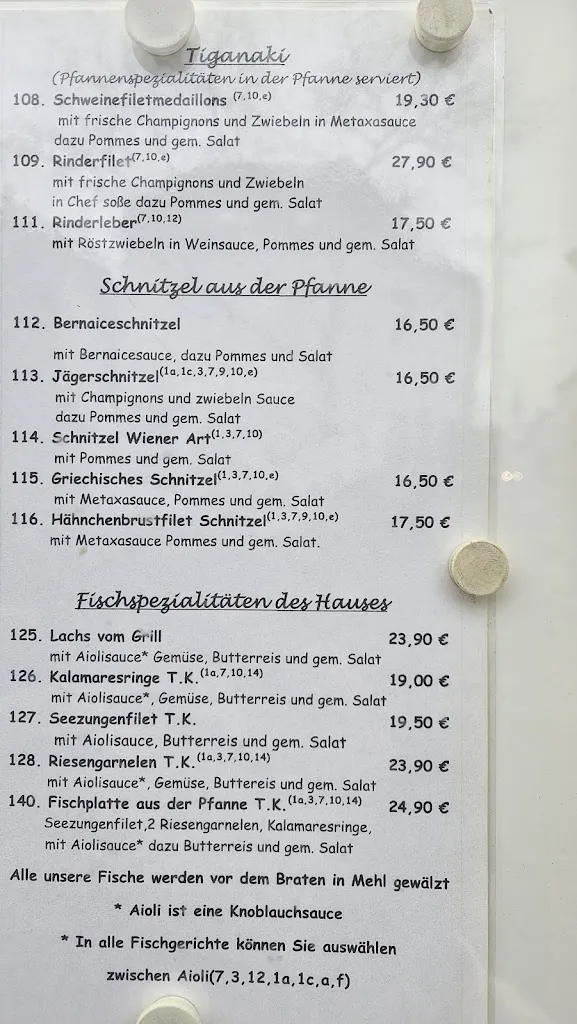 Tiganaki
(Pfannenspezialitäten in der Pfanne serviert)
108. Schweinefiletmedaillons (7,10,e) 19,30 €
mit frische Champignons und Zwiebeln in Metaxasauce
dazu Pommes und gem. Salat
109. Rinderfilet(7,10,e) 27,90 €
mit frische Champignons und Zwiebeln
in Chef soße dazu Pommes und gem. Salat
111. Rinderleber(7,10,12) 17,50 €
mit Röstzwiebeln in Weinsauce, Pommes und gem. Salat
Schnitzel aus der Pfanne
112. Bernaiceschnitzel 16,50 €
mit Bernaicesauce, dazu Pommes und Salat
113. Jägerschnitzel(1a,1c,3,7,9,10,e) 16,50 €
mit Champignons und zwiebeln Sauce
dazu Pommes und gem. Salat
114. Schnitzel Wiener Art(1,3,7,10)
mit Pommes und gem. Salat
115. Griechisches Schnitzel(1,3,7,10,e) 16,50 €
mit Metaxasauce, Pommes und gem. Salat
116. Hähnchenbrustfilet Schnitzel(1,3,7,9,10,e) 17,50 €
mit Metaxasauce Pommes und gem. Salat.
Fischspezialitäten des Hauses
125. Lachs vom Grill 23,90 €
mit Aiolisauce* Gemüse, Butterreis und gem. Salat
126. Kalamaresringe T.K.(1a,7,10,14) 19,00 €
mit Aiolisauce*, Gemüse, Butterreis und gem. Salat
127. Seezungenfilet T.K. 19,50 €
mit Aiolisauce, Butterreis und gem. Salat
128. Riesengarnelen T.K.(1a,3,7,10,14) 23,90 €
mit Aiolisauce*, Gemüse, Buttereis und gem. Salat
140. Fischplatte aus der Pfanne T.K.(1a,3,7,10,14) 24,90 €
Seezungenfilet,2 Riesengarnelen, Kalamaresringe,
mit Aiolisauce* dazu Butterreis und gem. Salat
Alle unsere Fische werden vor dem Braten in Mehl gewälzt
* Aioli ist eine Knoblauchsauce
* In alle Fischgerichte können Sie auswählen
zwischen Aioli(7,3,12,1a,1c,a,f)